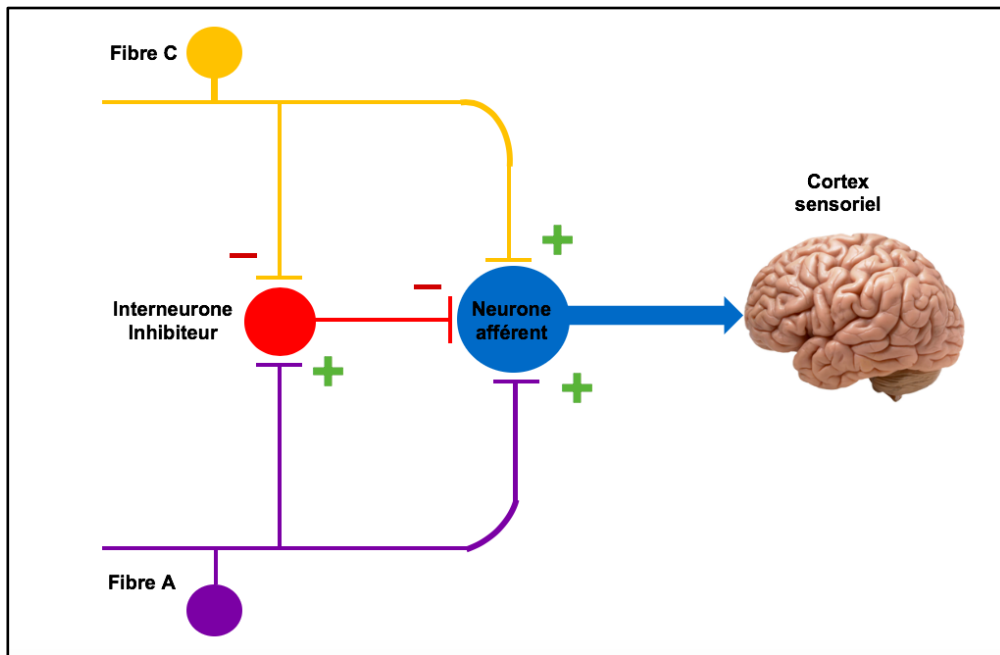 Fibre C
Cortex
sensoriel
−
+
−
Interneurone
Inhibiteur
Neurone
afférent
+
+
Fibre A